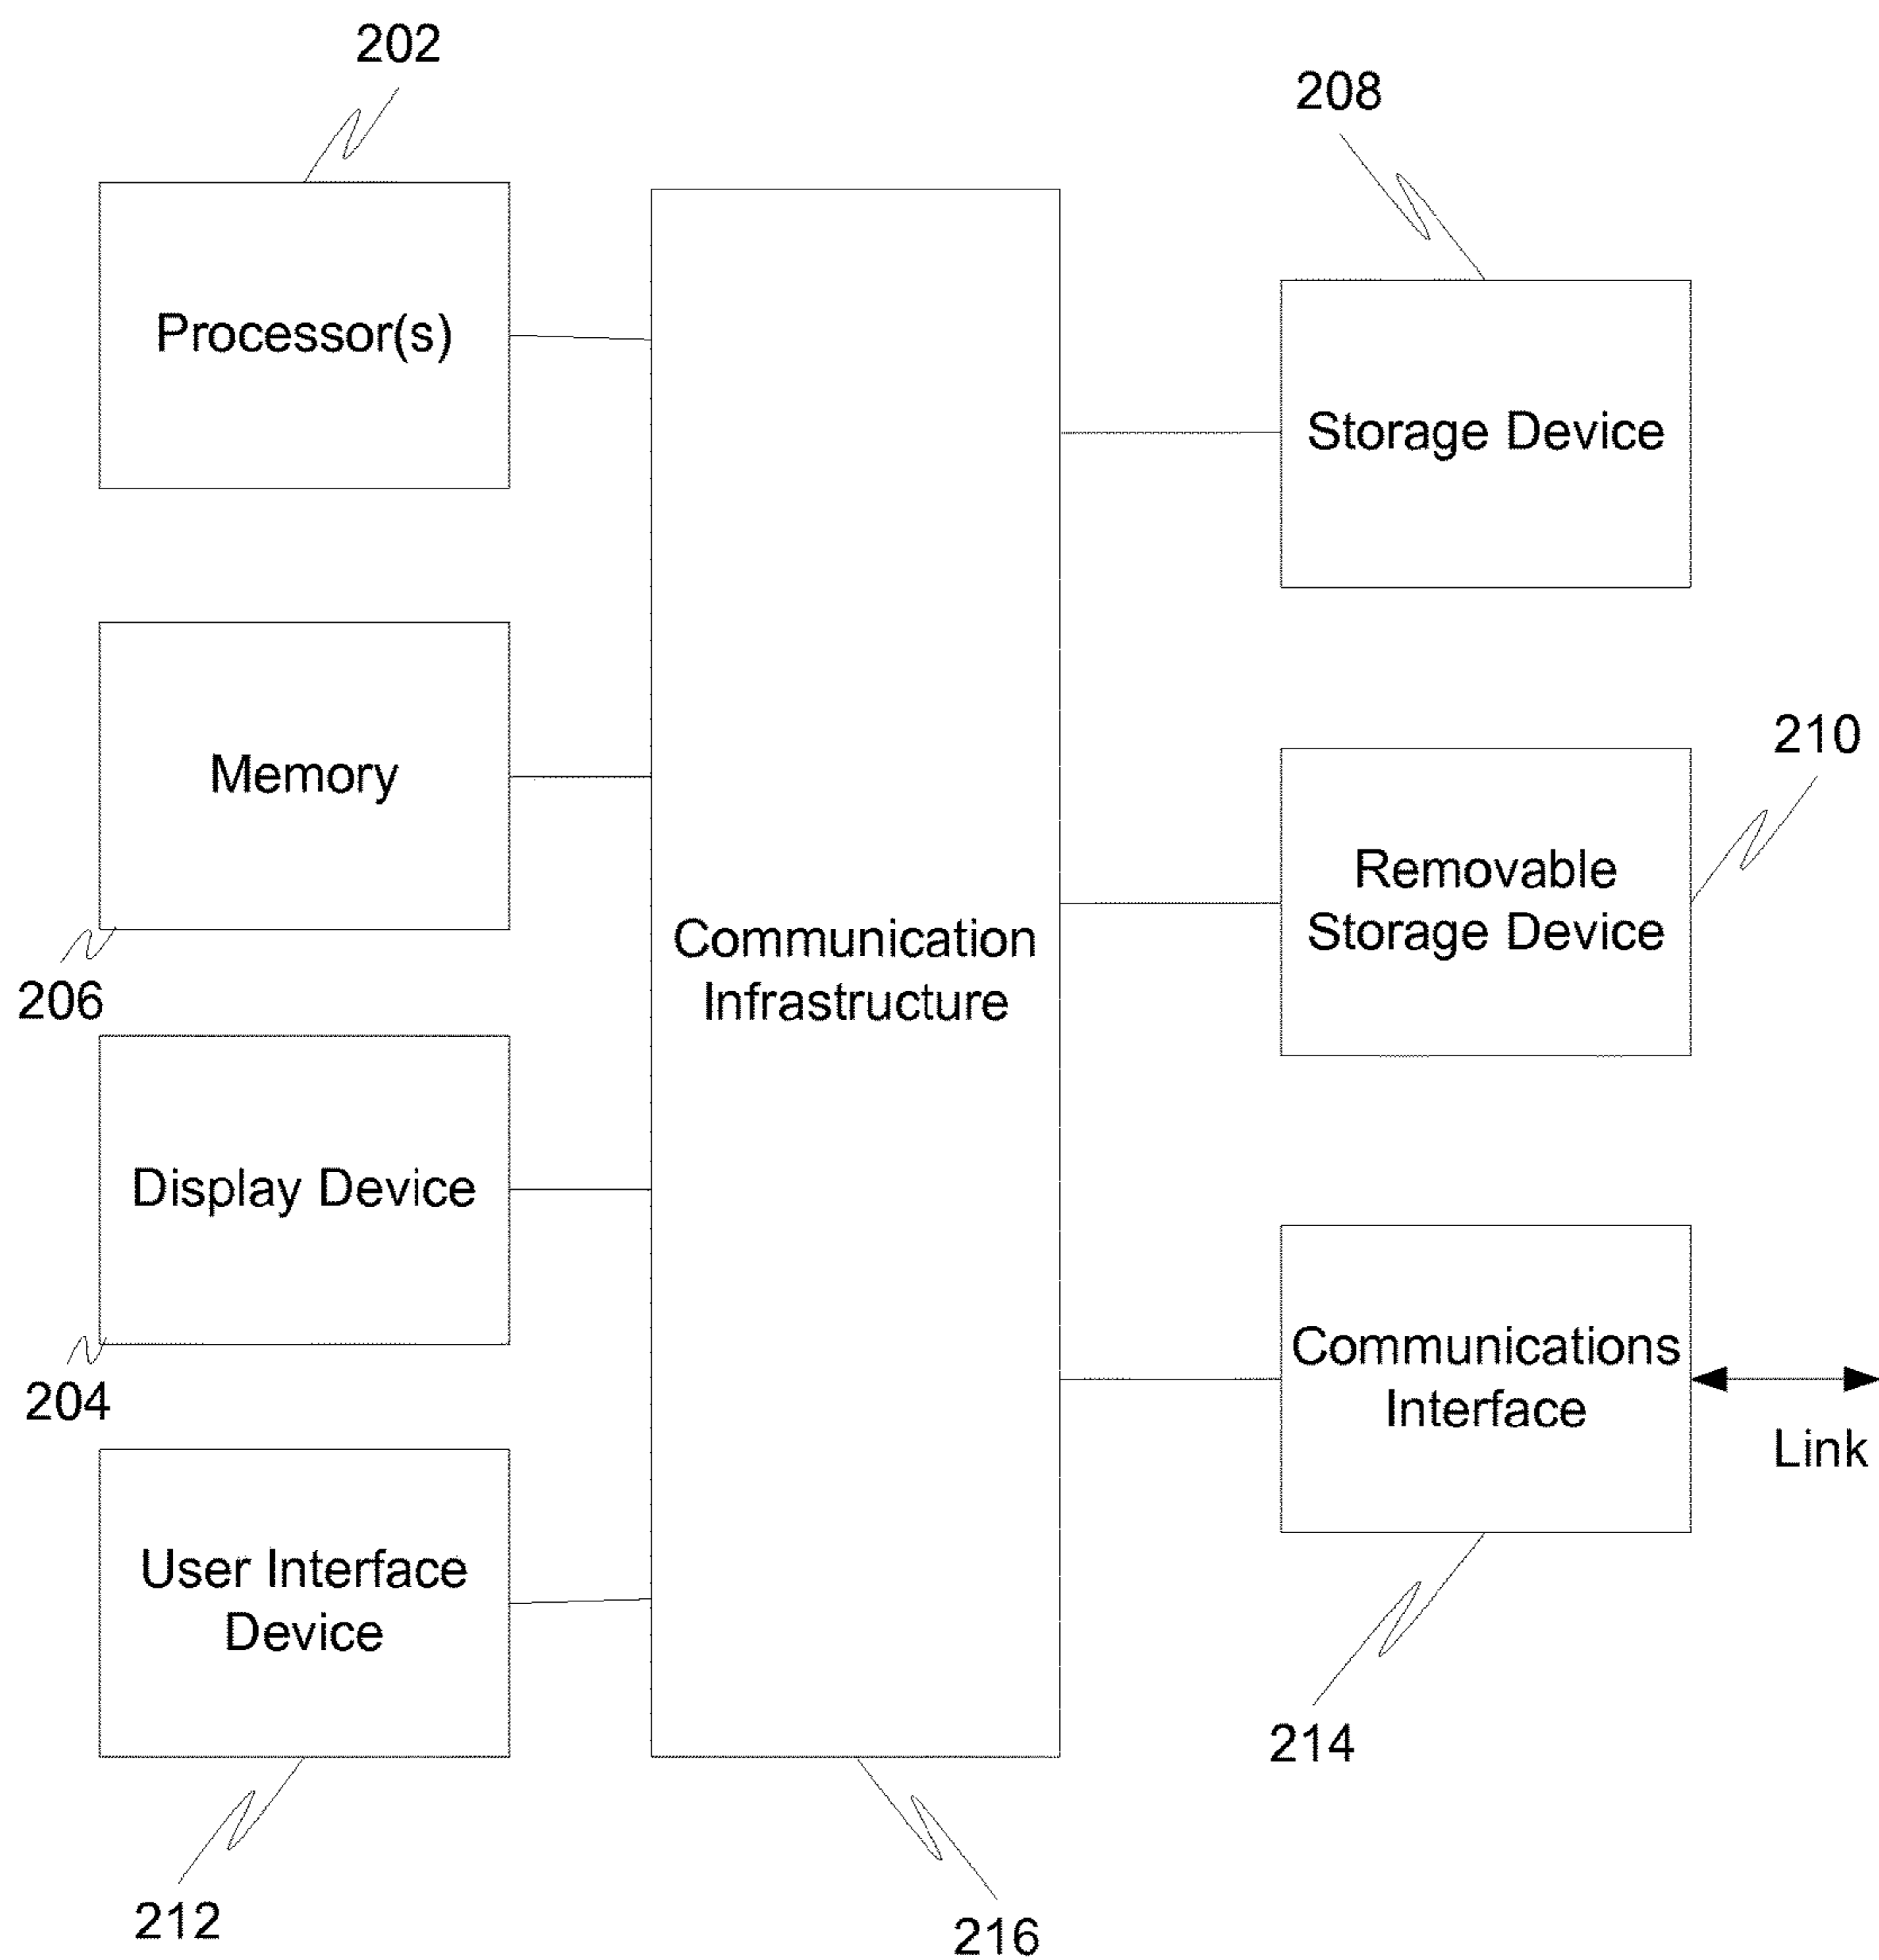 202
208
Processor(s)
Storage Device
210
Memory
Removable
Storage Device
Communication
Infrastructure
206
Display Device
Communications
Interface
204
Link
User Interface
Device
214
212
216